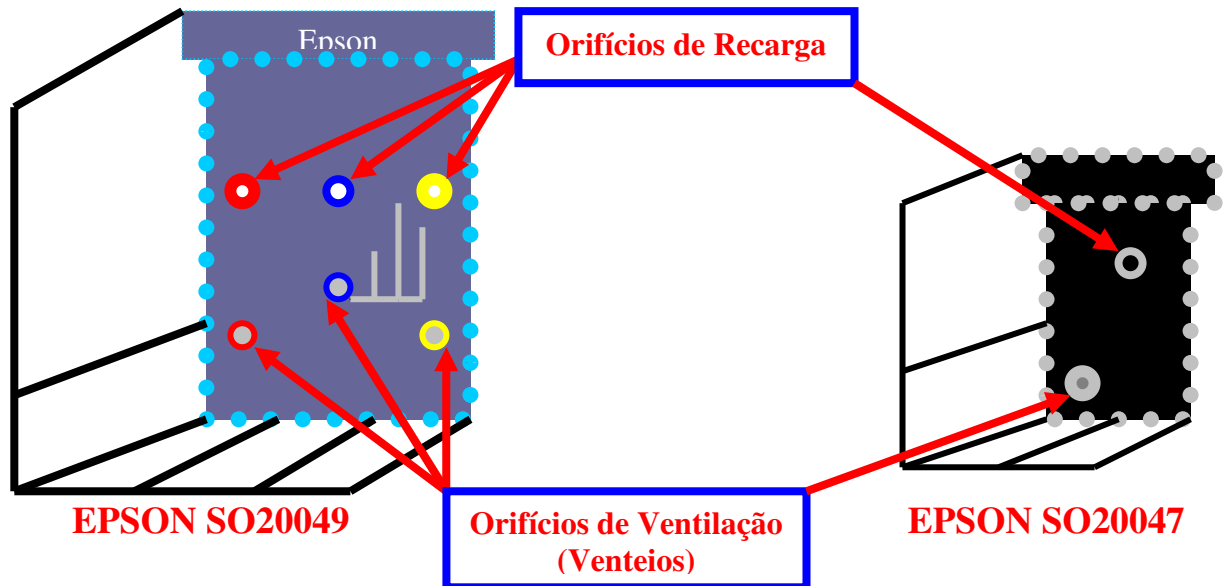 Epson
Orifícios de Recarga
EPSON SO20049
Orifícios de Ventilação
(Venteios)
EPSON SO20047